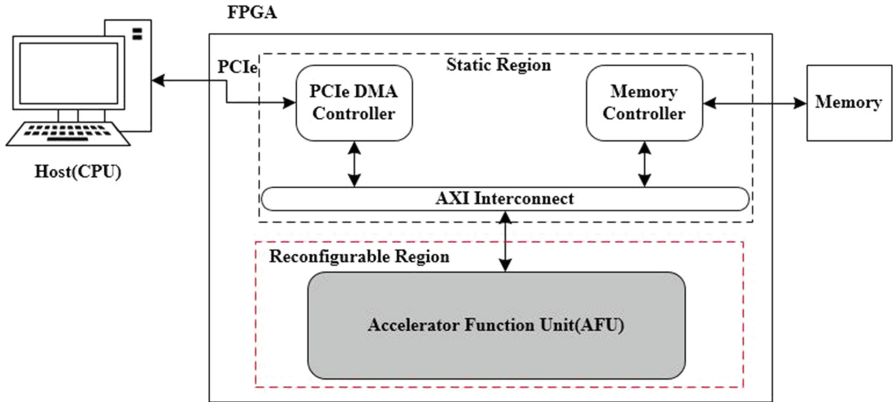 FPGA
PCIe
Static Region
PCIe DMA
Controller
Memory
Controller
Memory
Host(CPU)
AXI Interconnect
Reconfigurable Region
Accelerator Function Unit(AFU)